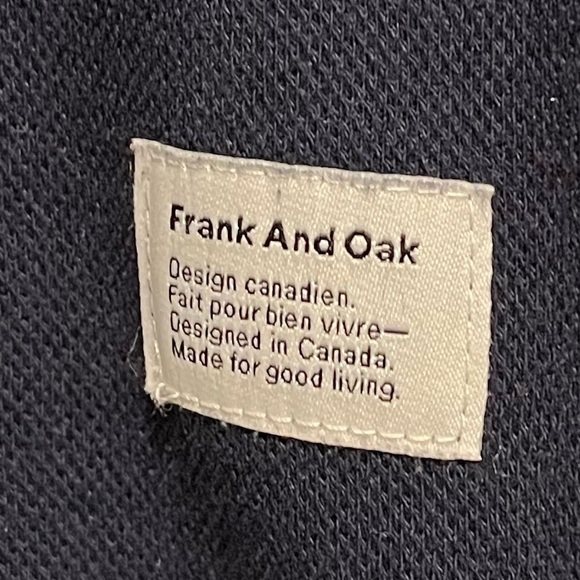 Frank And Oak
Design canadien.
Fait pour bien vivre—
Designed in Canada.
Made for good living.